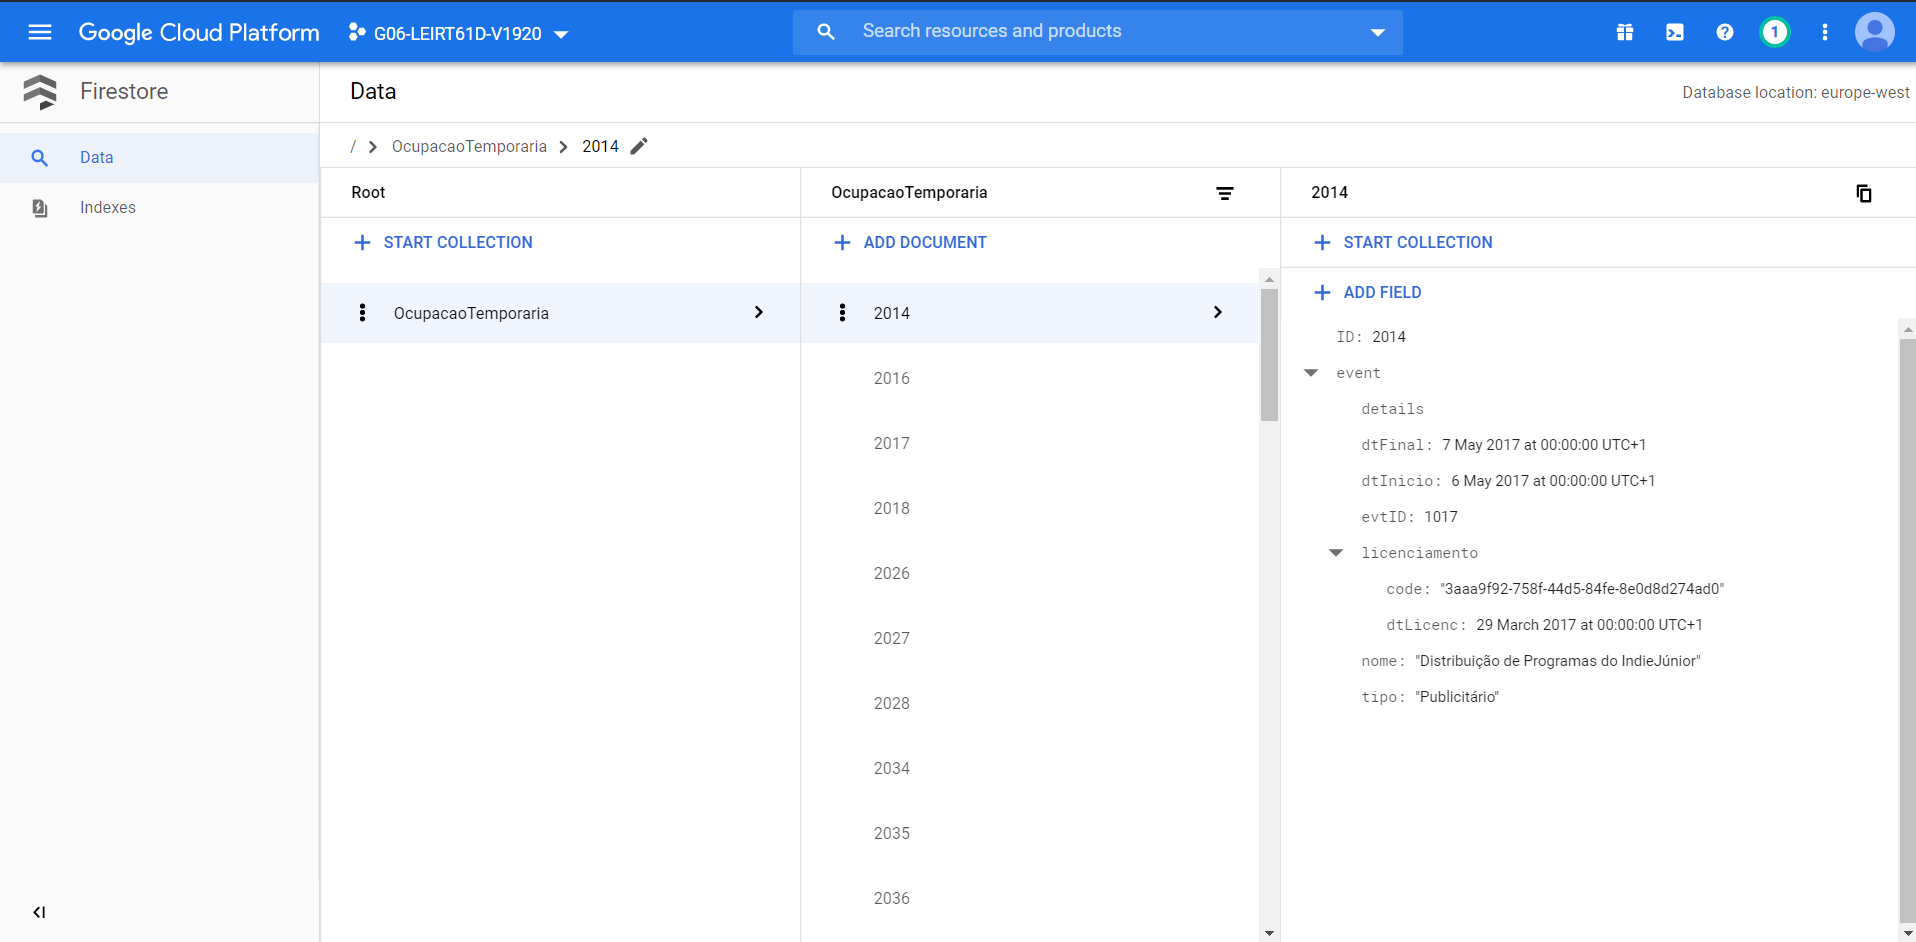 Google Cloud Platform
G06-LEIRT61D-V1920
Search resources and products
1
Firestore
Data
Indexes
Data
Database location: europe-west
/ > OcupacaoTemporaria > 2014
Root
START COLLECTION
OcupacaoTemporaria
OcupacaoTemporaria
ADD DOCUMENT
2014
2016
2017
2018
2026
2027
2028
2034
2035
2036
2014
START COLLECTION
ADD FIELD
ID: 2014
event
details
dtFinal: 7 May 2017 at 00:00:00 UTC+1
dtInicio: 6 May 2017 at 00:00:00 UTC+1
evtID: 1017
licenciamento
code: "3aaa9f92-758f-44d5-84fe-8e0d8d274ad0"
dtLicenc: 29 March 2017 at 00:00:00 UTC+1
nome: "Distribuição de Programas do IndieJúnior"
tipo: "Publicitário"